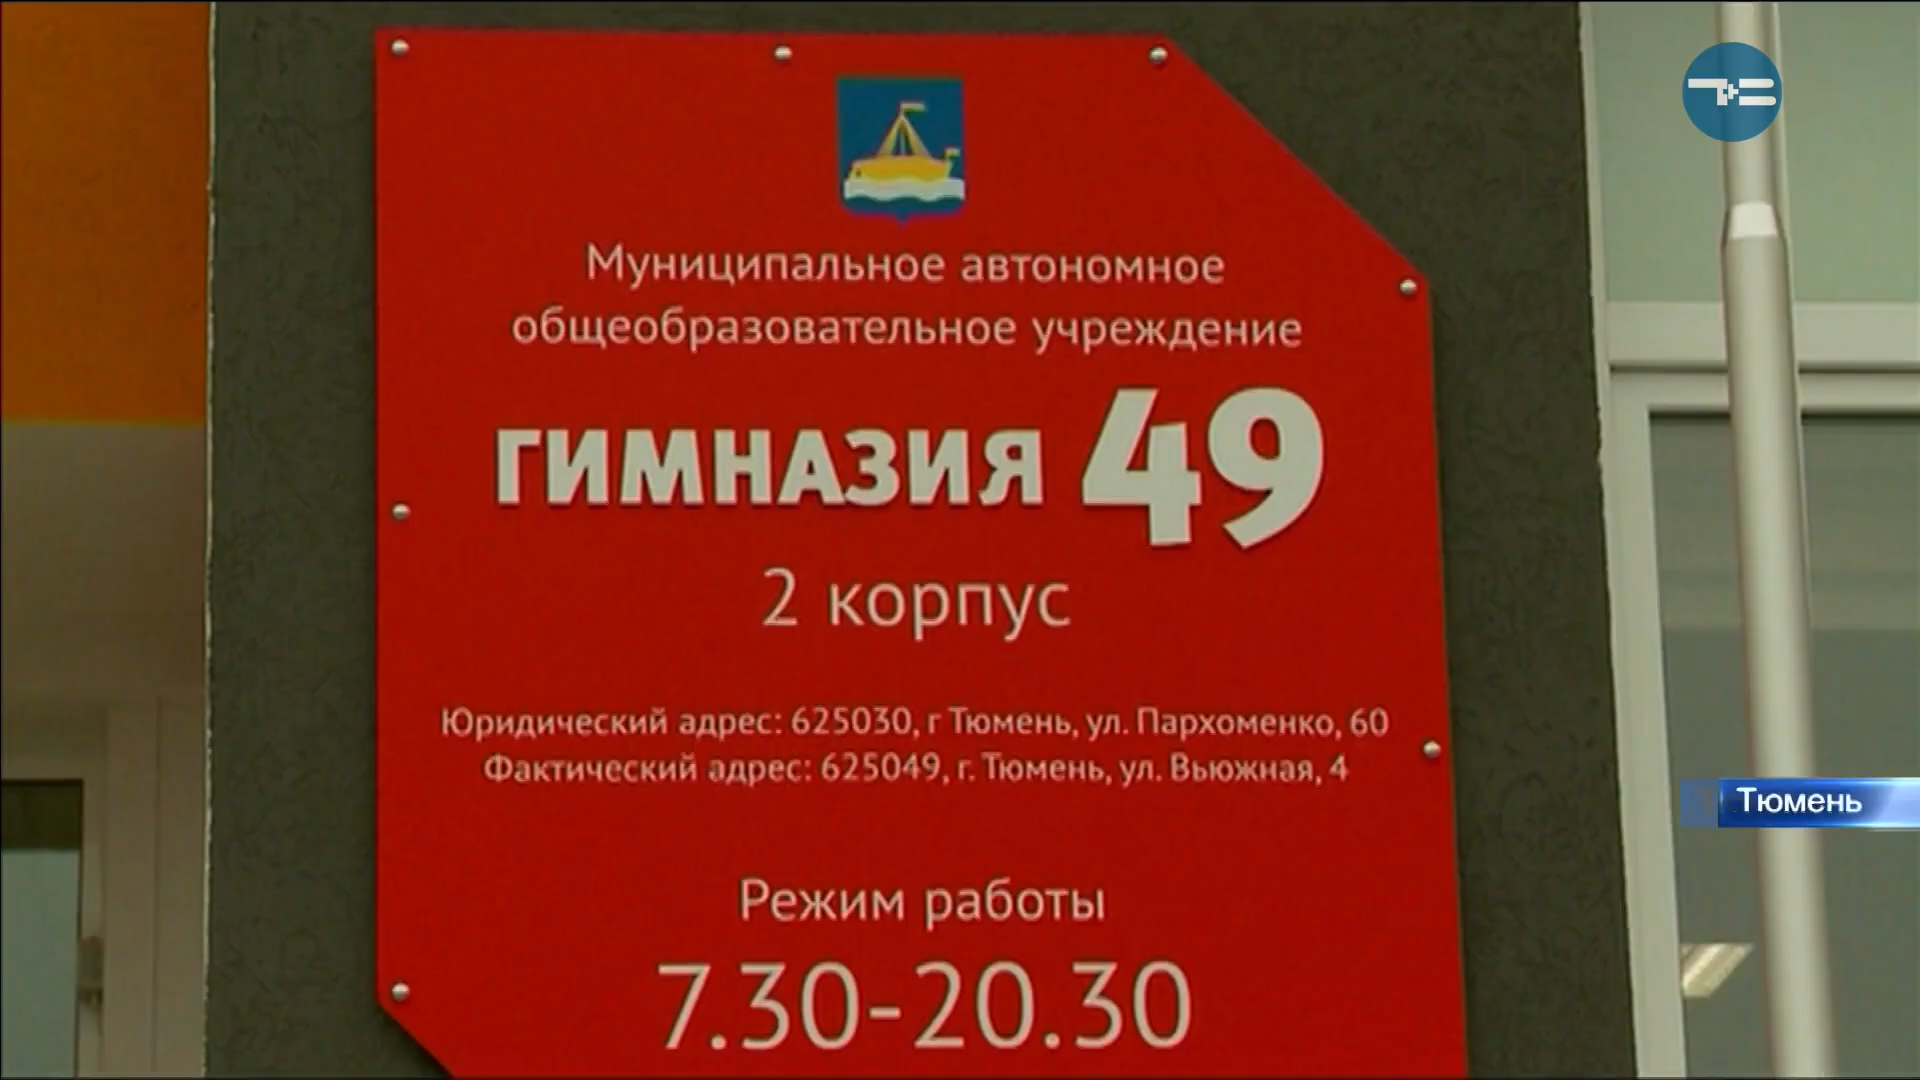 Муниципальное автономное
общеобразовательное учреждение
ГИМНАЗИЯ 49
2 корпус
Юридический адрес: 625030, г Тюмень, ул. Пархоменко, 60
Фактический адрес: 625049, г. Тюмень, ул. Вьюжная, 4
Тюмень
Режим работы
7.30-20.30